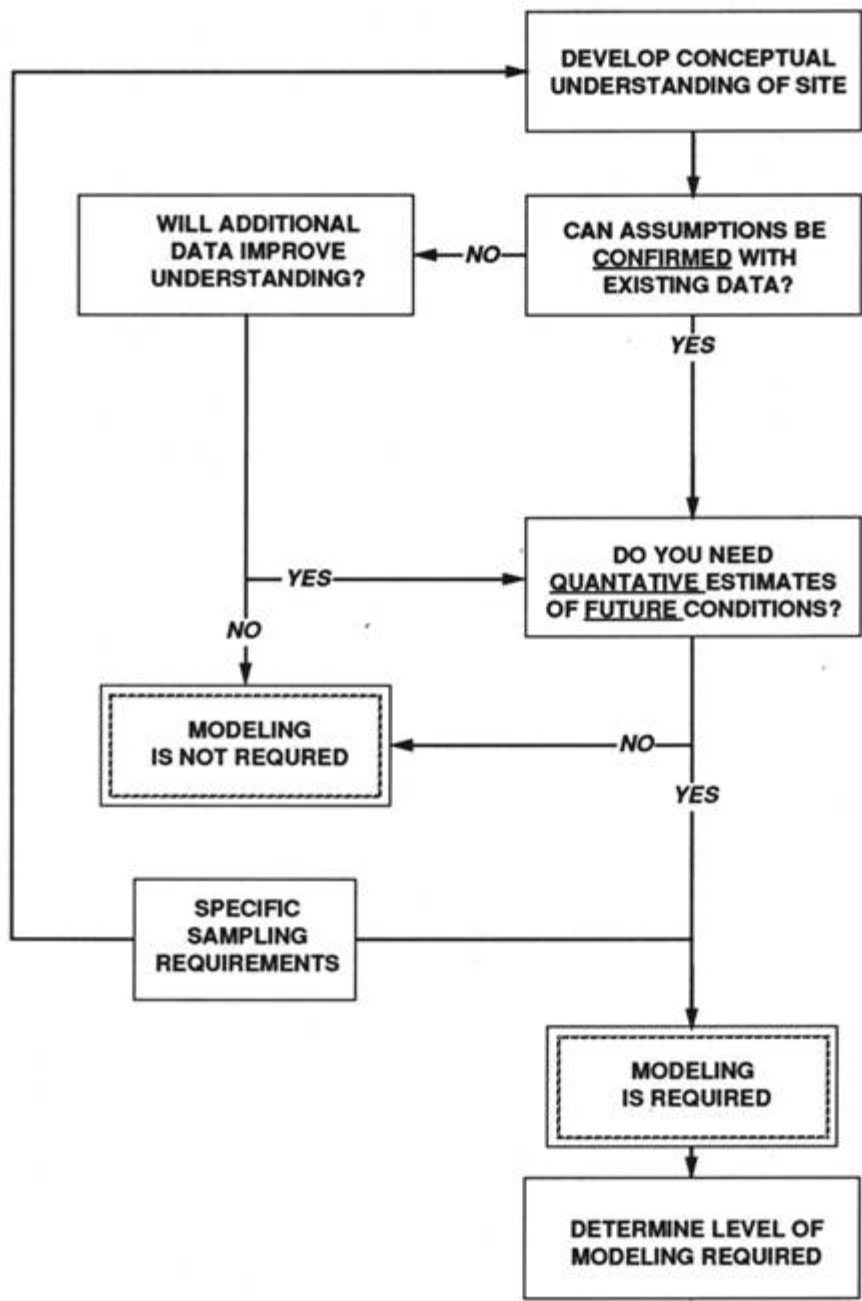 DEVELOP CONCEPTUAL
UNDERSTANDING OF SITE
WILL ADDITIONAL
DATA IMPROVE
UNDERSTANDING?
NO
CAN ASSUMPTIONS BE
CONFIRMED WITH
EXISTING DATA?
YES
DO YOU NEED
QUANTATIVE ESTIMATES
OF FUTURE CONDITIONS?
YES
NO
MODELING
IS NOT REQURED
NO
YES
SPECIFIC
SAMPLING
REQUIREMENTS
MODELING
IS REQUIRED
DETERMINE LEVEL OF
MODELING REQUIRED